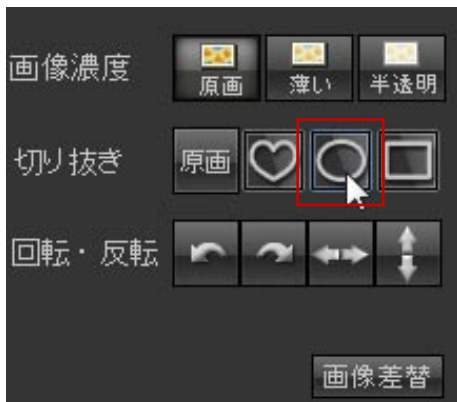 画像濃度 原画 薄い 半透明
切り抜き 原画
回転・反転
画像差替